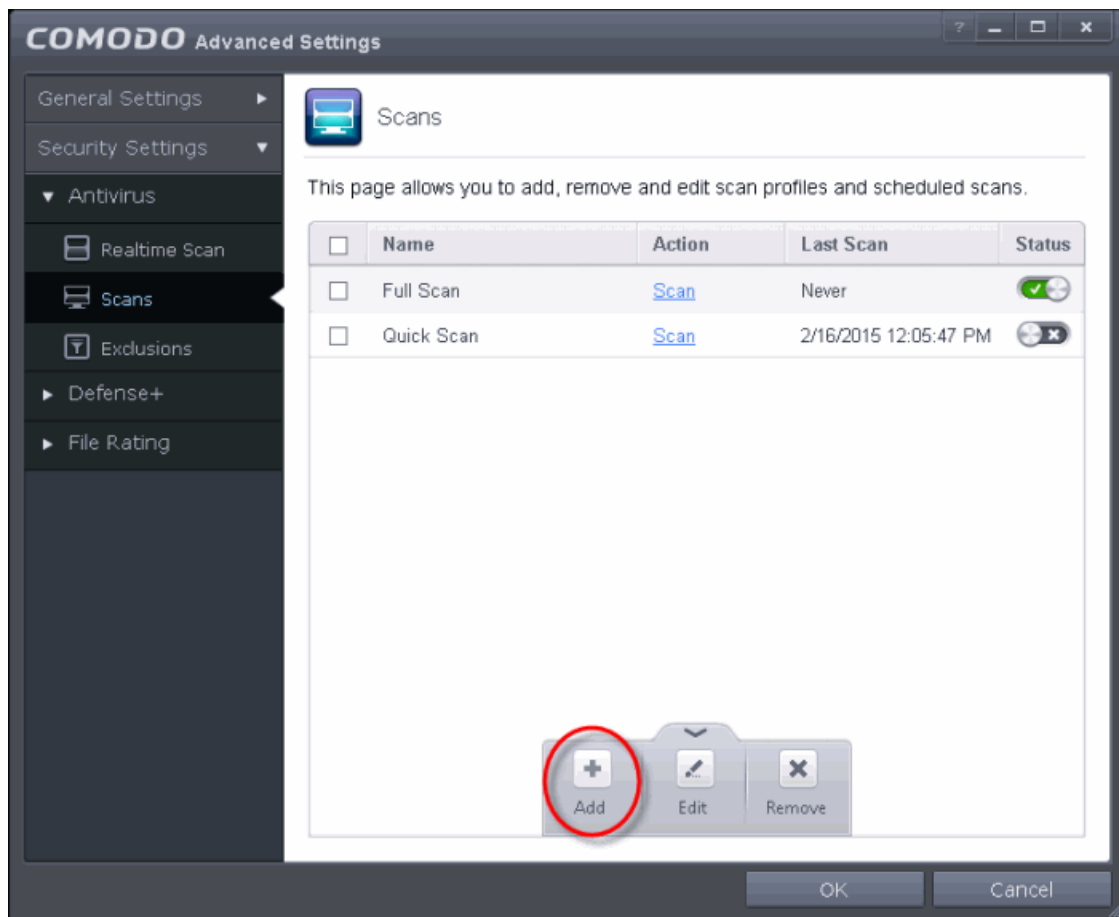 COMODO Advanced Settings
?
General Settings
Security Settings
Antivirus
Realtime Scan
Scans
Exclusions
Defense+
File Rating
Scans
This page allows you to add, remove and edit scan profiles and scheduled scans.
Name Action Last Scan Status
Full Scan Scan Never
Quick Scan Scan 2/16/2015 12:05:47 PM
Add Edit Remove
OK Cancel